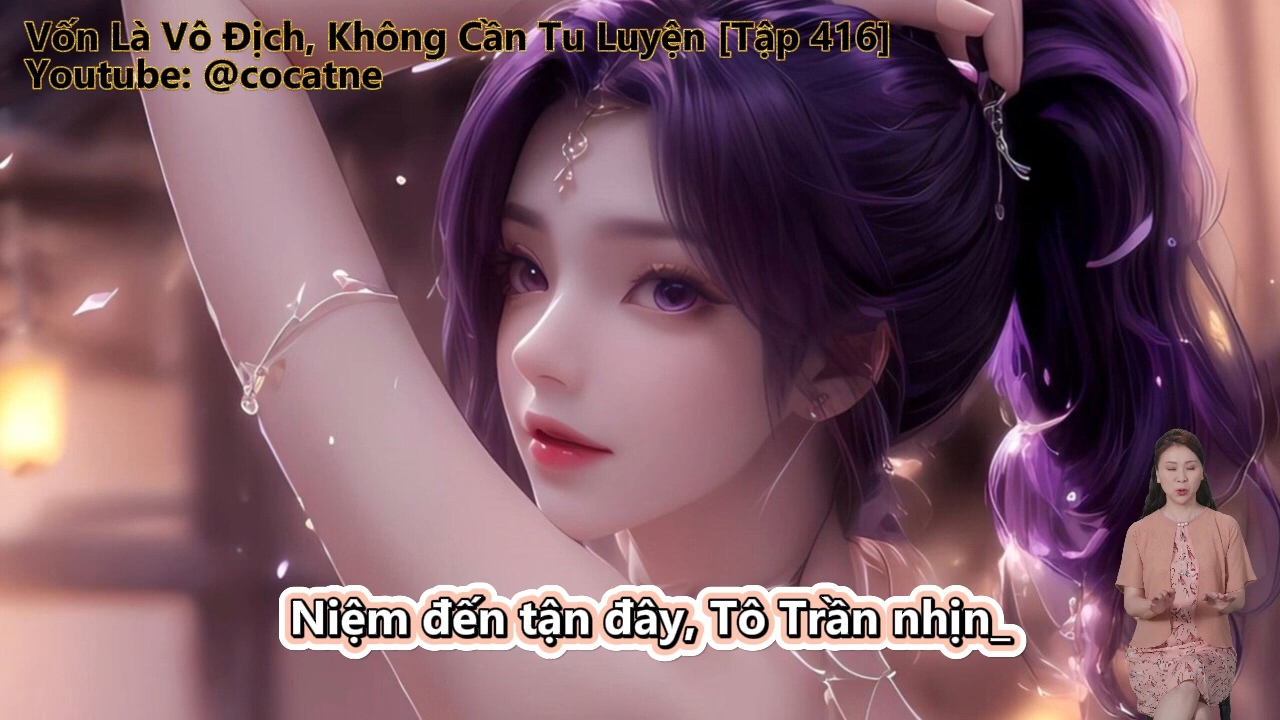 Vốn Là Vô Địch, Không Cần Tu Luyện [Tập 416]
Youtube: @cocatne
Niệm đến tận đây, Tô Trần nhịn_